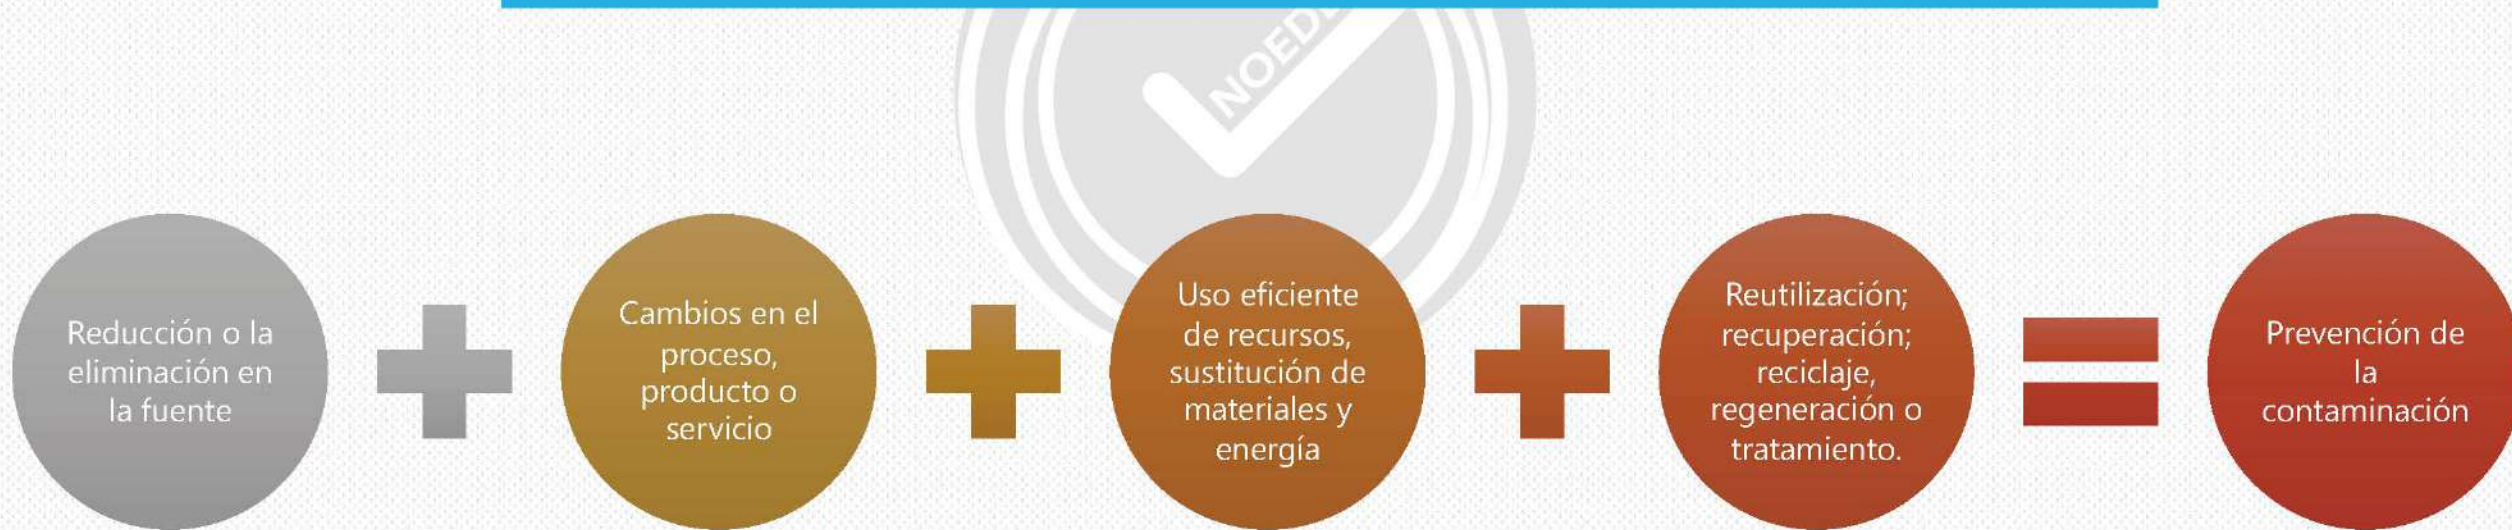 NOED
Reducción o la
eliminación en
la fuente
Cambios en el
proceso,
producto o
servicio
Uso eficiente
de recursos,
sustitución de
materiales y
energía
Reutilización;
recuperación;
reciclaje,
regeneración o
tratamiento.
Prevención de
la
contaminación